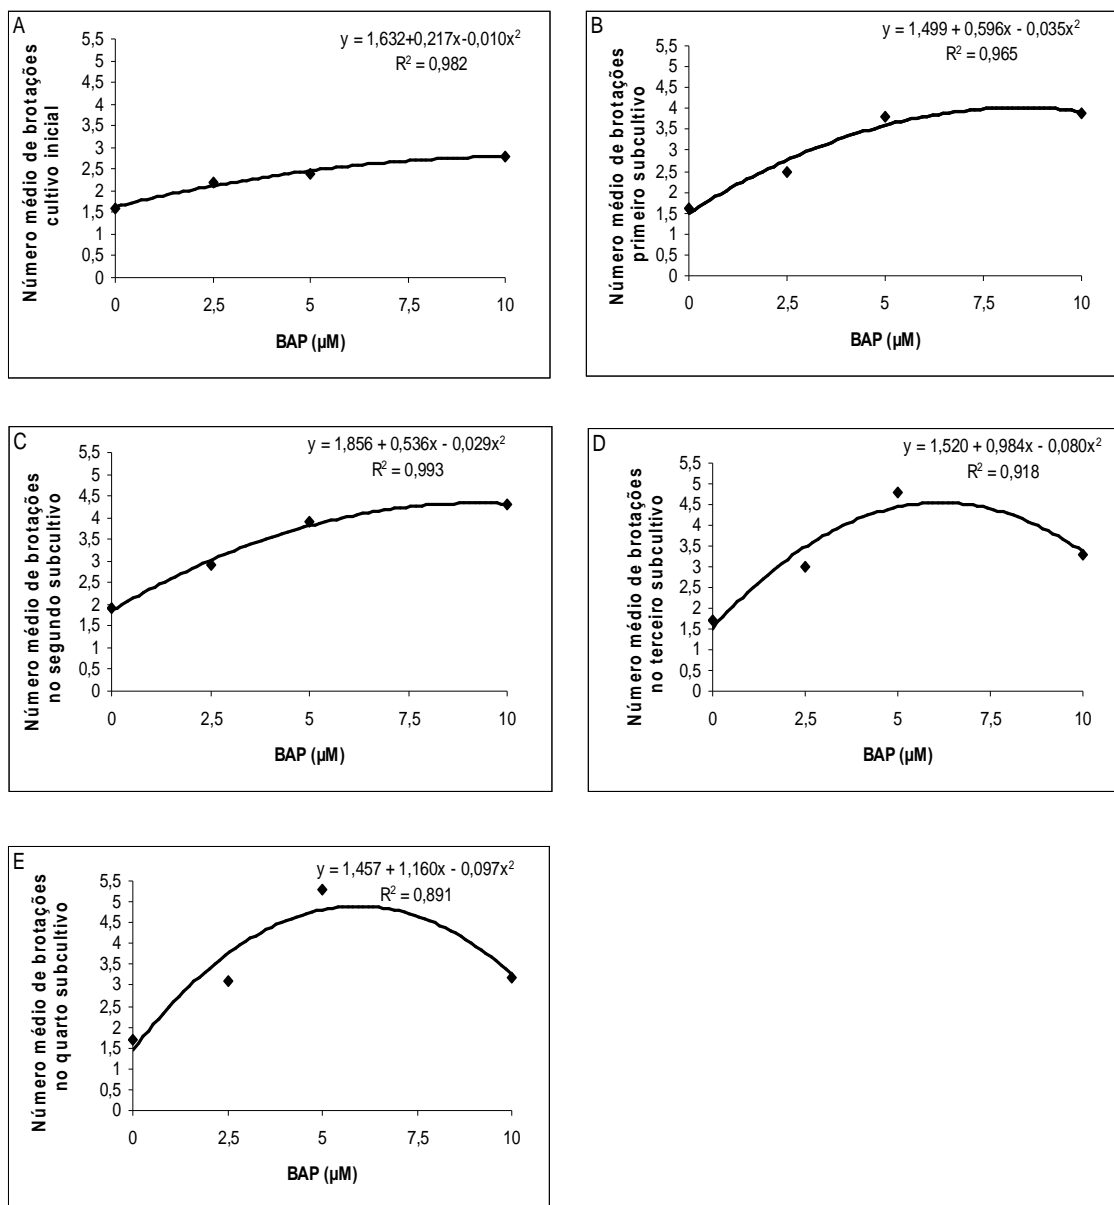 A
y = 1,632+0,217x-0,010x²
R² = 0,982
Número médio de brotações
cultivo inicial
5,5
5
4,5
4
3,5
3
2,5
2
1,5
1
0,5
0
0 2,5 5 7,5 10
BAP (µM)
B
y = 1,499 + 0,596x - 0,035x²
R² = 0,965
Número médio de brotações
primeiro subcultivo
5,5
5
4,5
4
3,5
3
2,5
2
1,5
1
0,5
0
0 2,5 5 7,5 10
BAP (µM)
C
y = 1,856 + 0,536x - 0,029x²
R² = 0,993
Número médio de brotações
no segundo subcultivo
5,5
5
4,5
4
3,5
3
2,5
2
1,5
1
0,5
0
0 2,5 5 7,5 10
BAP (µM)
D
y = 1,520 + 0,984x - 0,080x²
R² = 0,918
Número médio de brotações
no terceiro subcultivo
5,5
5
4,5
4
3,5
3
2,5
2
1,5
1
0,5
0
0 2,5 5 7,5 10
BAP (µM)
E
y = 1,457 + 1,160x - 0,097x²
R² = 0,891
Número médio de brotações
no quarto subcultivo
5,5
5
4,5
4
3,5
3
2,5
2
1,5
1
0,5
0
0 2,5 5 7,5 10
BAP (µM)